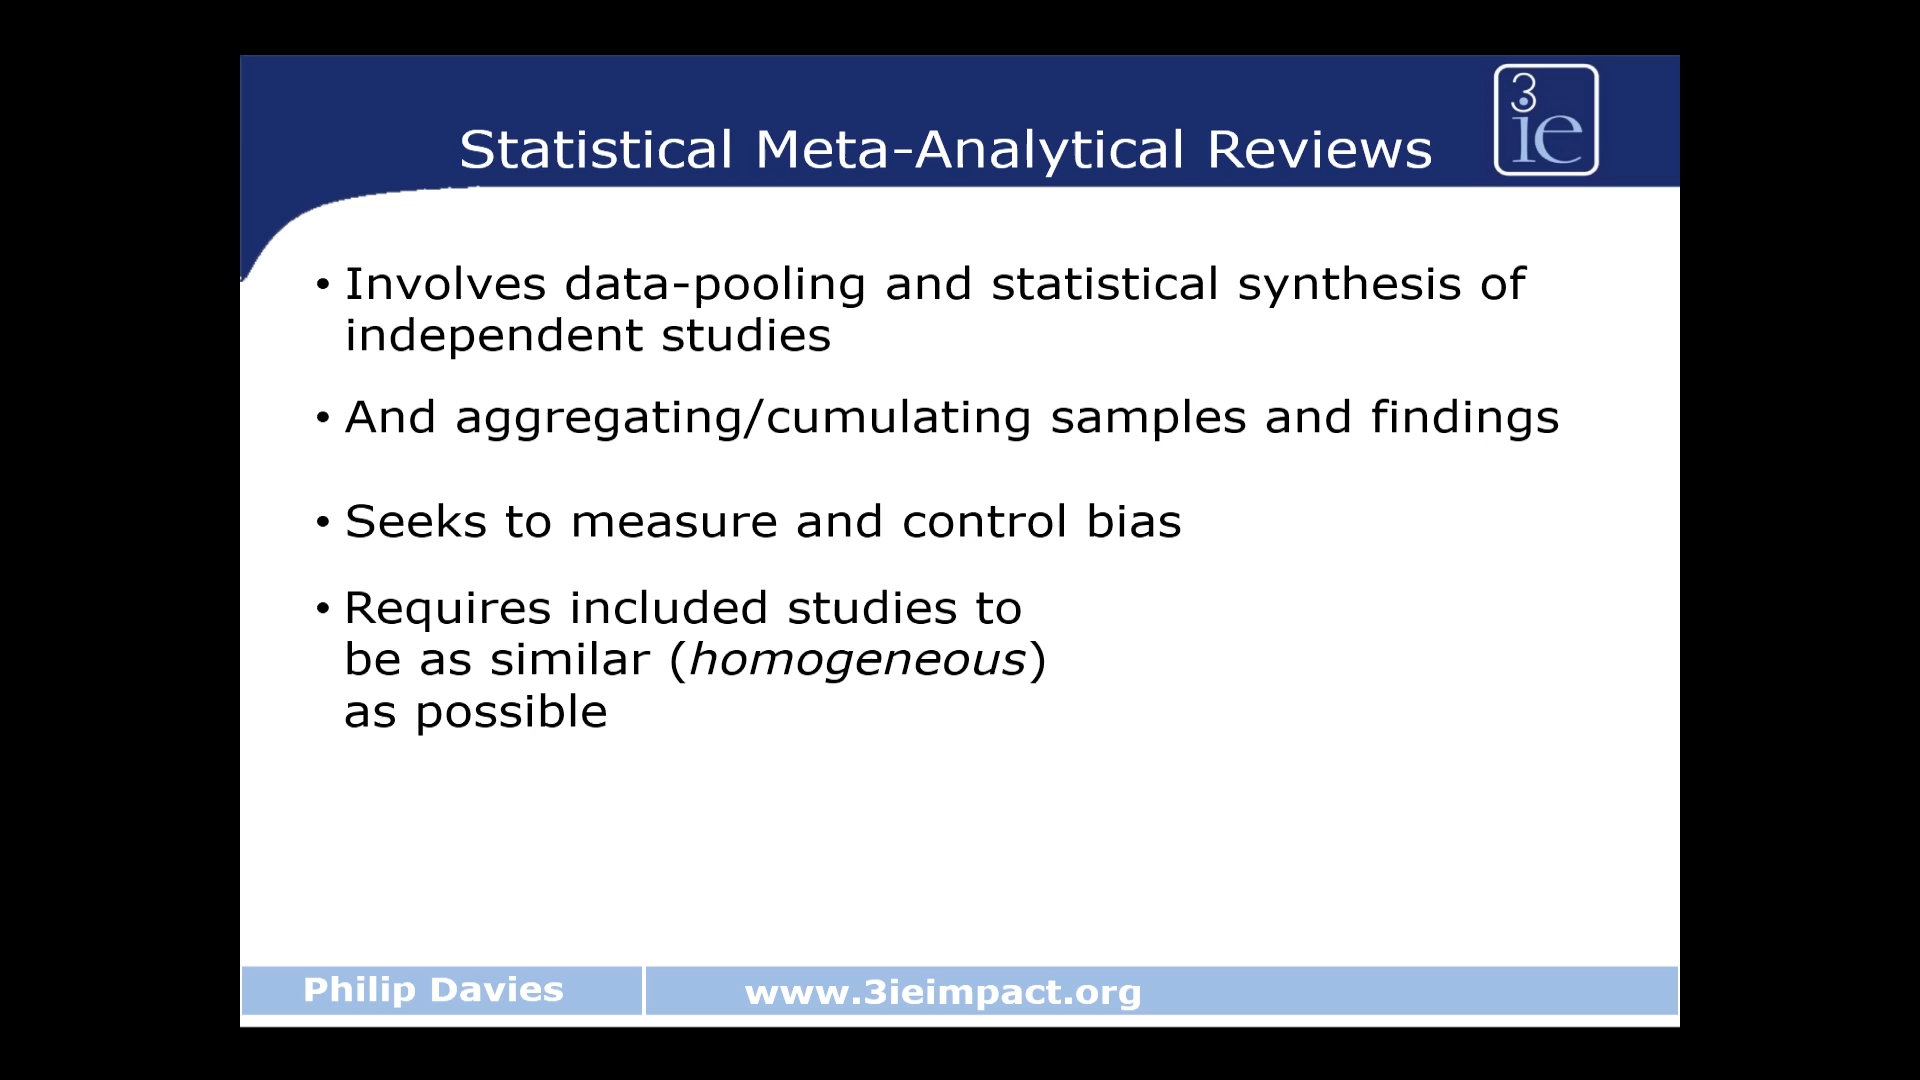 3
ie
Statistical Meta-Analytical Reviews
• Involves data-pooling and statistical synthesis of
independent studies
• And aggregating/cumulating samples and findings
• Seeks to measure and control bias
• Requires included studies to
be as similar (homogeneous)
as possible
Philip Davies
www.3ieimpact.org